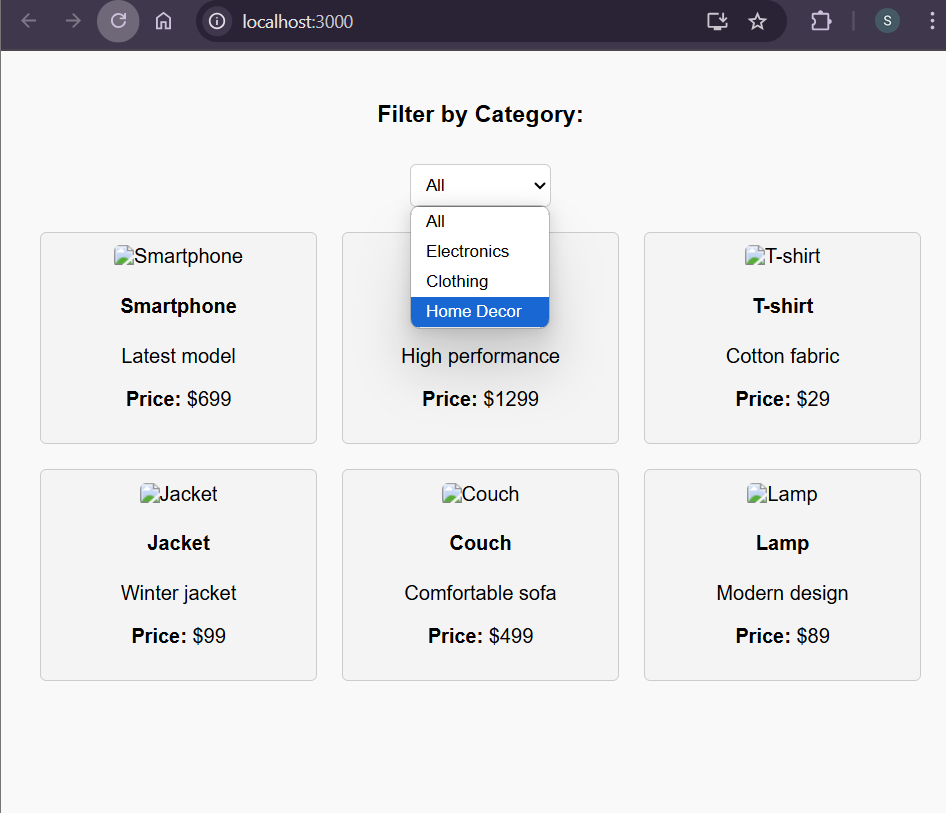 localhost:3000
S
Filter by Category:
All
All
Electronics
Clothing
Home Decor
Smartphone
Smartphone
Latest model
Price: $699
High performance
Price: $1299
T-shirt
T-shirt
Cotton fabric
Price: $29
Jacket
Jacket
Winter jacket
Price: $99
Couch
Couch
Comfortable sofa
Price: $499
Lamp
Lamp
Modern design
Price: $89